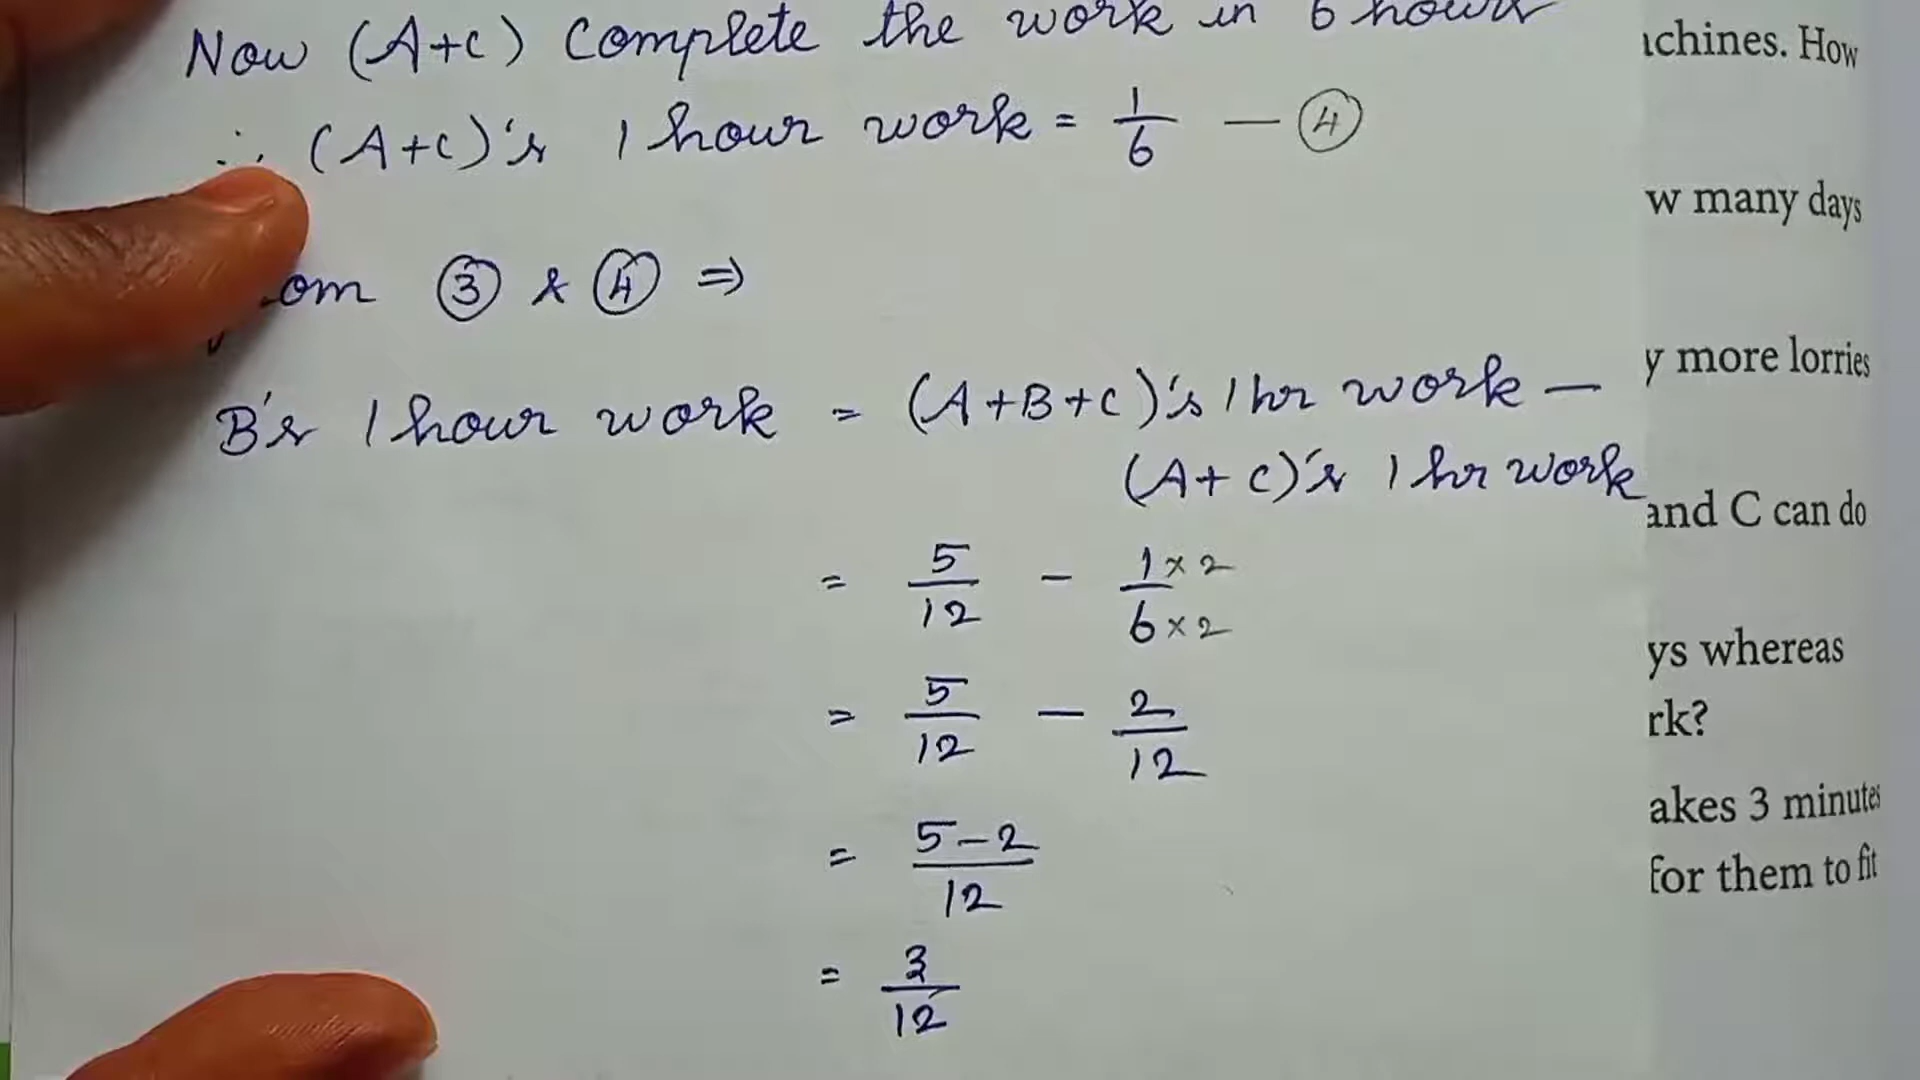 Now (A+C) Complete the work in 6 hours
∴ (A+C)'s 1 hour work = 1/6 — ④
om ③ & ④ ⇒
B's 1 hour work = (A+B+C)'s 1 hr work —
(A+C)'s 1 hr work
= 5/12 - 1×2/6×2
= 5/12 - 2/12
= 5-2/12
= 3/12
achines. How
w many days
y more lorries
and C can do
ys whereas
rk?
akes 3 minutes
for them to fit